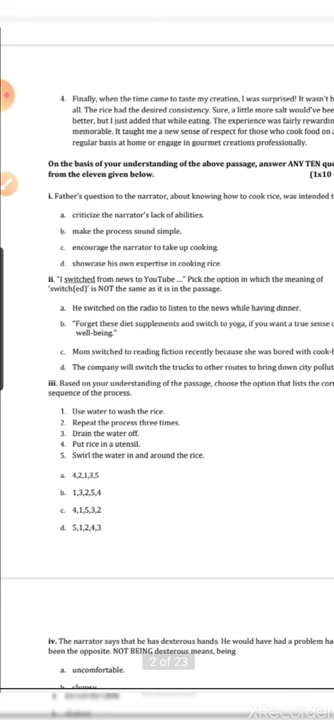 4. Finally, when the time came to taste my creation, I was surprised! It wasn't b
all. The rice had the desired consistency. Sure, a little more salt would've bee
better, but I just added that while eating. The experience was fairly rewardin
memorable. It taught me a new sense of respect for those who cook food on a
regular basis at home or engage in gourmet creations professionally.
On the basis of your understanding of the above passage, answer ANY TEN que
from the eleven given below. (1x10
i. Father's question to the narrator, about knowing how to cook rice, was intended t
a. criticize the narrator's lack of abilities.
b. make the process sound simple.
c. encourage the narrator to take up cooking.
d. showcase his own expertise in cooking rice.
ii. "I switched from news to YouTube ..." Pick the option in which the meaning of
'switch(ed)' is NOT the same as it is in the passage.
a. He switched on the radio to listen to the news while having dinner.
b. "Forget these diet supplements and switch to yoga, if you want a true sense o
well-being."
c. Mom switched to reading fiction recently because she was bored with cook-b
d. The company will switch the trucks to other routes to bring down city pollut
iii. Based on your understanding of the passage, choose the option that lists the corr
sequence of the process.
1. Use water to wash the rice.
2. Repeat the process three times.
3. Drain the water off.
4. Put rice in a utensil.
5. Swirl the water in and around the rice.
a. 4,2,1,3,5
b. 1,3,2,5,4
c. 4,1,5,3,2
d. 5,1,2,4,3
iv. The narrator says that he has dexterous hands. He would have had a problem ha
been the opposite. NOT BEING dexterous means, being
2 of 23
a. uncomfortable.
b. clumsy
XRecorder